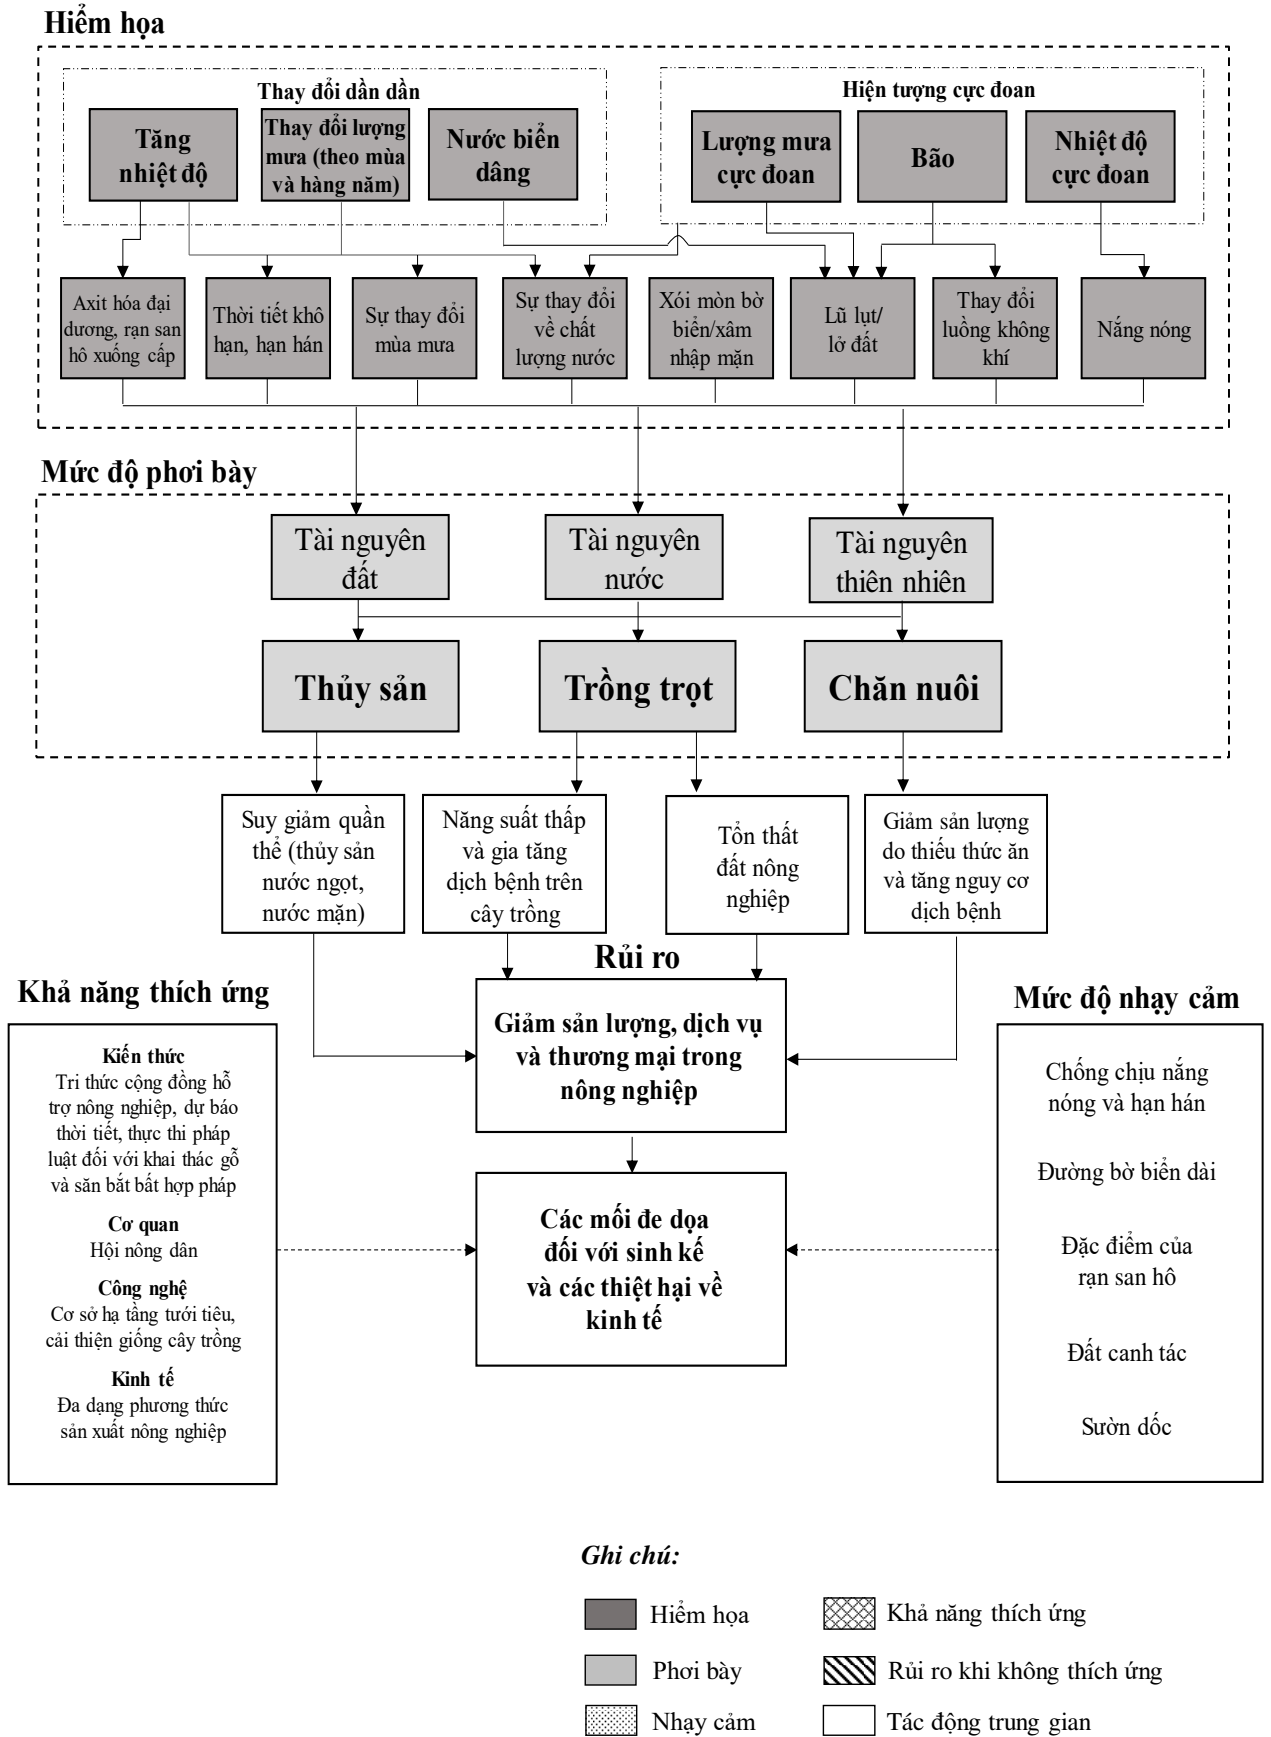 Hiểm họa
Thay đổi dần dần
Hiện tượng cực đoan
Tăng
nhiệt độ
Thay đổi lượng
mưa (theo mùa
và hàng năm)
Nước biển
dâng
Lượng mưa
cực đoan
Bão
Nhiệt độ
cực đoan
Axit hóa đại
dương, rạn san
hô xuống cấp
Thời tiết khô
hạn, hạn hán
Sự thay đổi
mùa mưa
Sự thay đổi
về chất
lượng nước
Xói mòn bờ
biển/xâm
nhập mặn
Lũ lụt/
lở đất
Thay đổi
luồng không
khí
Nắng nóng
Mức độ phơi bày
Tài nguyên
đất
Tài nguyên
nước
Tài nguyên
thiên nhiên
Thủy sản
Trồng trọt
Chăn nuôi
Suy giảm quần
thể (thủy sản
nước ngọt,
nước mặn)
Năng suất thấp
và gia tăng
dịch bệnh trên
cây trồng
Tổn thất
đất nông
nghiệp
Giảm sản lượng
do thiếu thức ăn
và tăng nguy cơ
dịch bệnh
Rủi ro
Giảm sản lượng, dịch vụ
và thương mại trong
nông nghiệp
Các mối đe dọa
đối với sinh kế
và các thiệt hại về
kinh tế
Khả năng thích ứng
Kiến thức
Tri thức cộng đồng hỗ
trợ nông nghiệp, dự báo
thời tiết, thực thi pháp
luật đối với khai thác gỗ
và săn bắt bất hợp pháp
Cơ quan
Hội nông dân
Công nghệ
Cơ sở hạ tầng tưới tiêu,
cải thiện giống cây trồng
Kinh tế
Đa dạng phương thức
sản xuất nông nghiệp
Mức độ nhạy cảm
Chống chịu nắng
nóng và hạn hán
Đường bờ biển dài
Đặc điểm của
rạn san hô
Đất canh tác
Sườn dốc
Ghi chú:
Hiểm họa
Khả năng thích ứng
Phơi bày
Rủi ro khi không thích ứng
Nhạy cảm
Tác động trung gian